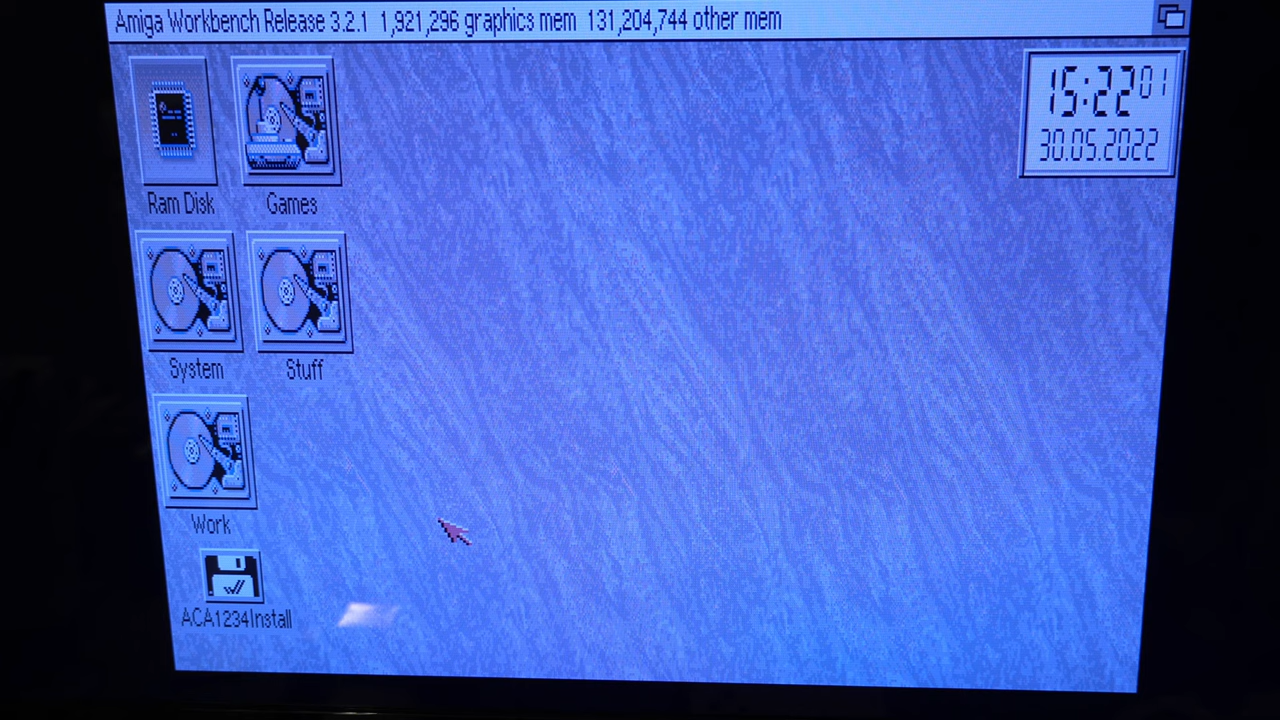 Amiga Workbench Release 3.2.1 1,921,296 graphics mem 131,204,744 other mem
15:22 01
30.05.2022
Ram Disk
Games
System
Stuff
Work
ACA1234Install